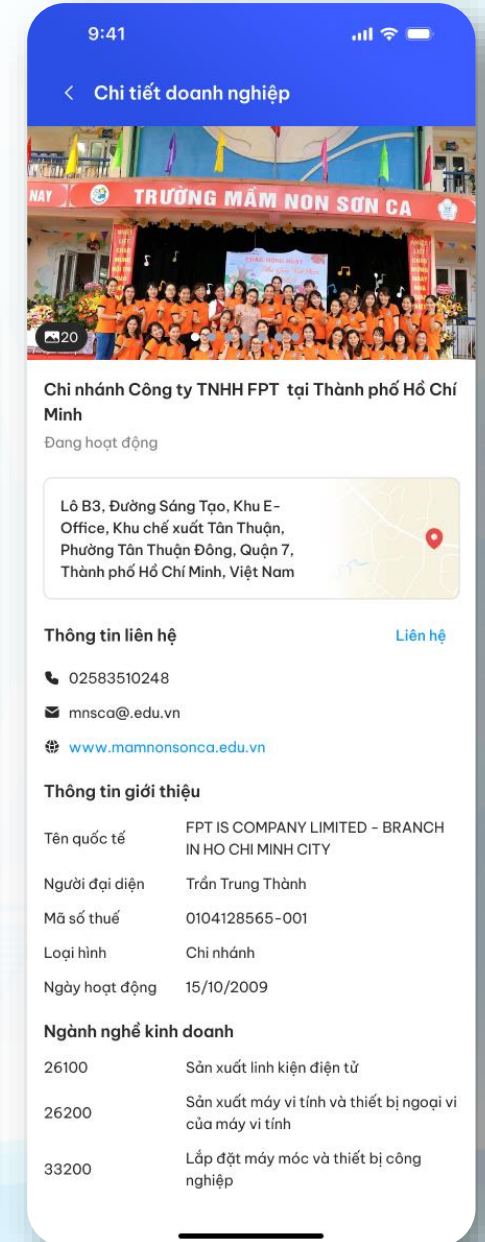 9:41
Chi tiết doanh nghiệp
NAY
TRƯỜNG MẦM NON SƠN CA
20
Chi nhánh Công ty TNHH FPT tại Thành phố Hồ Chí
Minh
Đang hoạt động
Lô B3, Đường Sáng Tạo, Khu E-
Office, Khu chế xuất Tân Thuận,
Phường Tân Thuận Đông, Quận 7,
Thành phố Hồ Chí Minh, Việt Nam
Thông tin liên hệ
Liên hệ
02583510248
mnsca@.edu.vn
www.mamnonsonca.edu.vn
Thông tin giới thiệu
Tên quốc tế
FPT IS COMPANY LIMITED - BRANCH
IN HO CHI MINH CITY
Người đại diện
Trần Trung Thành
Mã số thuế
0104128565-001
Loại hình
Chi nhánh
Ngày hoạt động
15/10/2009
Ngành nghề kinh doanh
26100
Sản xuất linh kiện điện tử
26200
Sản xuất máy vi tính và thiết bị ngoại vi
của máy vi tính
33200
Lắp đặt máy móc và thiết bị công
nghiệp